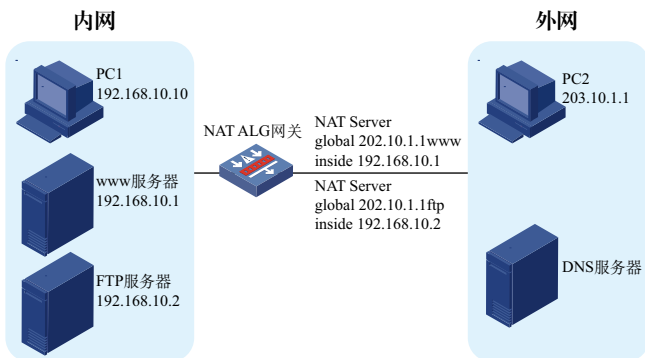 内网
外网
PC1
192.168.10.10
www服务器
192.168.10.1
FTP服务器
192.168.10.2
NAT ALG网关
NAT Server
global 202.10.1.1www
inside 192.168.10.1
NAT Server
global 202.10.1.1ftp
inside 192.168.10.2
PC2
203.10.1.1
DNS服务器